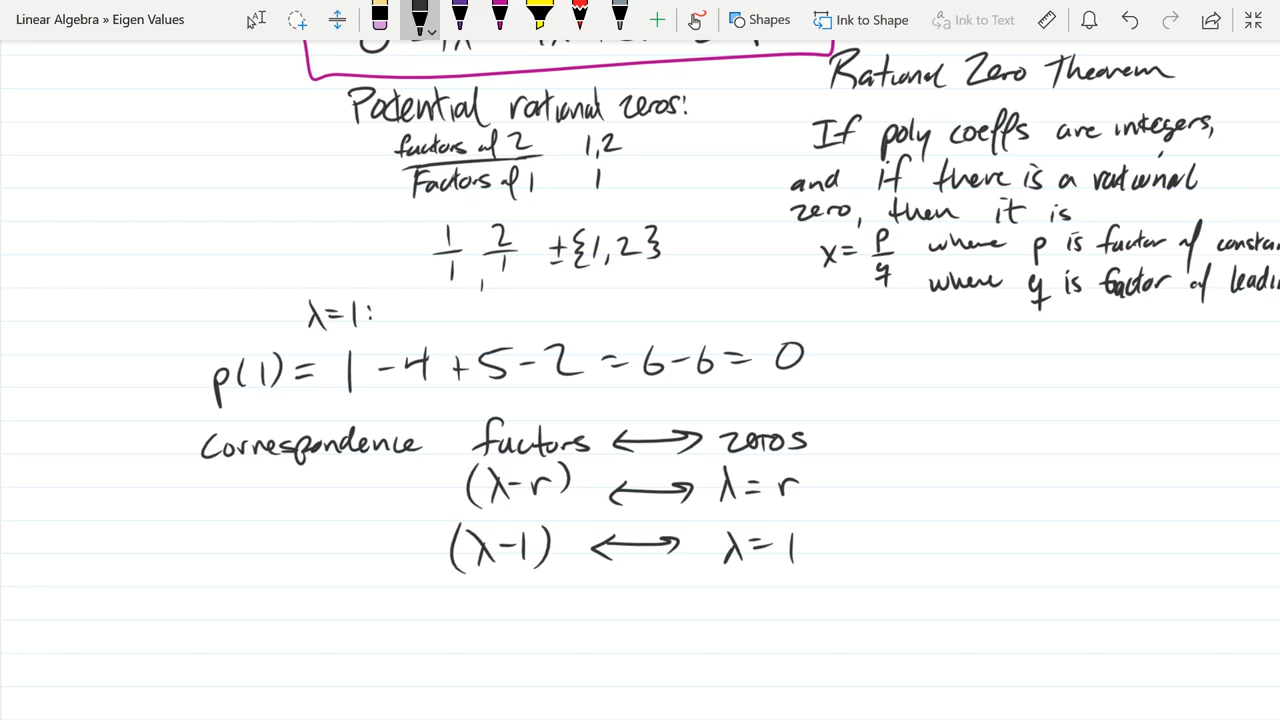 Linear Algebra » Eigen Values
Shapes
Ink to Shape
Ink to Text
Potential rational zeros:
factors of 2 1,2
Factors of 1 1
1/1, 2/1 ±{1,2}
λ=1:
p(1) = 1 - 4 + 5 - 2 = 6 - 6 = 0
Correspondence factors ⟷ zeros
(λ-r) ⟷ λ = r
(λ-1) ⟷ λ = 1
Rational Zero Theorem
If poly coeffs are integers,
and if there is a rational
zero, then it is
x = p/q where p is factor of consta
where q is factor of leadi